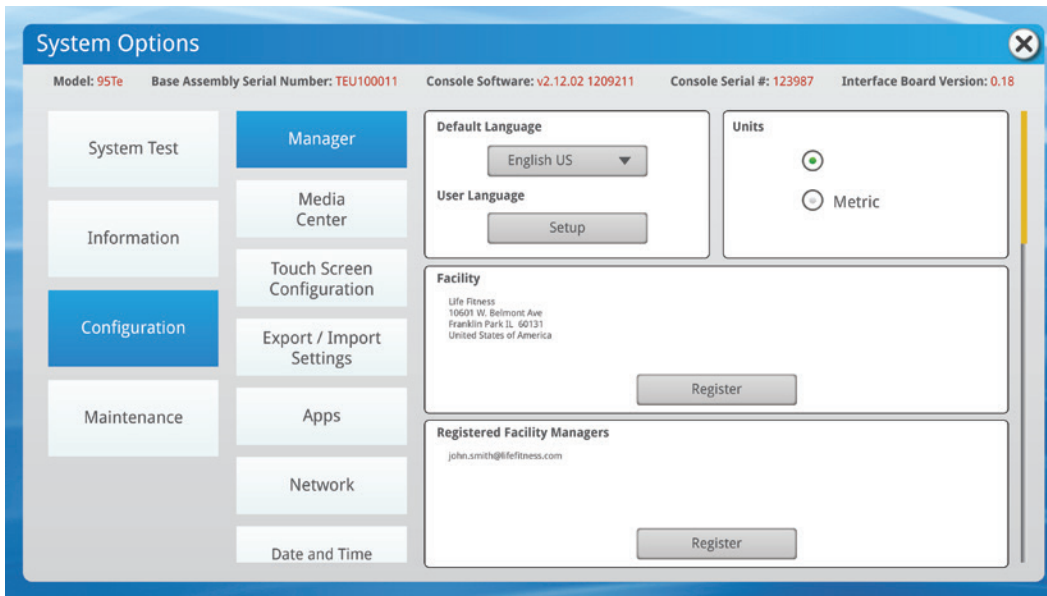 System Options
Model: 95Te Base Assembly Serial Number: TEU100011 Console Software: v2.12.02 1209211 Console Serial #: 123987 Interface Board Version: 0.18
System Test
Information
Configuration
Maintenance
Manager
Media
Center
Touch Screen
Configuration
Export / Import
Settings
Apps
Network
Date and Time
Default Language
English US
User Language
Setup
Units
Metric
Facility
Life Fitness
10601 W. Belmont Ave
Franklin Park IL 60131
United States of America
Register
Registered Facility Managers
john.smith@lifefitness.com
Register